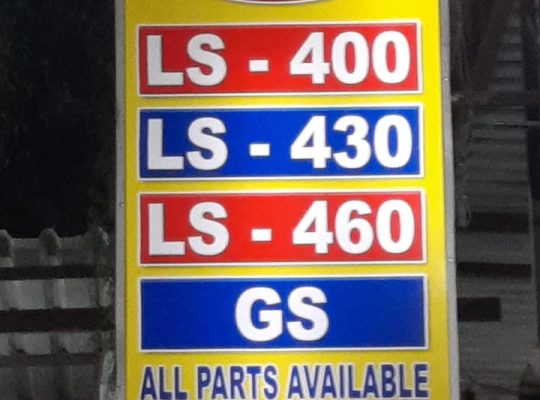 LS - 400
LS - 430
LS - 460
GS
ALL PARTS AVAILABLE